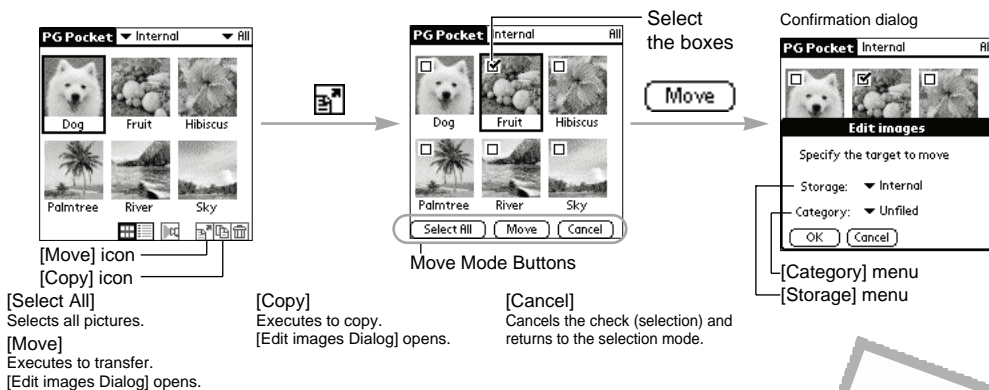 PG Pocket Internal All
Dog Fruit Hibiscus
Palmtree River Sky
[Move] icon
[Copy] icon
Select
the boxes
PG Pocket Internal All
Dog Fruit Hibiscus
Palmtree River Sky
Select All Move Cancel
Move Mode Buttons
Move
Confirmation dialog
PG Pocket Internal Al
Edit images
Specify the target to move
Storage: Internal
Category: Unfiled
OK Cancel
[Category] menu
[Storage] menu
[Select All]
Selects all pictures.
[Move]
Executes to transfer.
[Edit images Dialog] opens.
[Copy]
Executes to copy.
[Edit images Dialog] opens.
[Cancel]
Cancels the check (selection) and
returns to the selection mode.